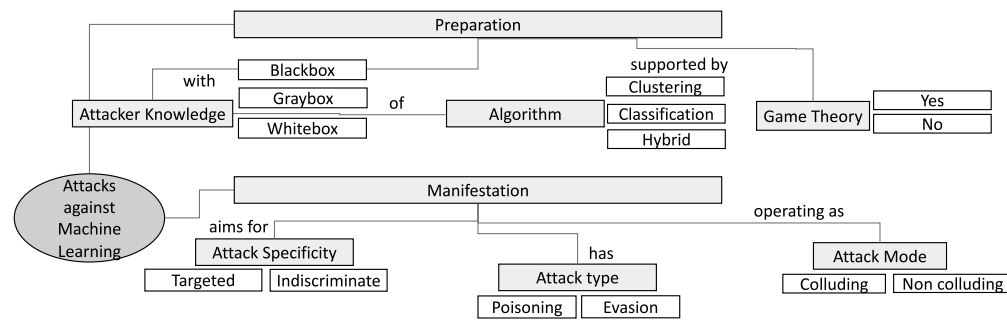 Preparation
with
Blackbox
Graybox
Whitebox
Attacker Knowledge
of
Algorithm
supported by
Clustering
Classification
Hybrid
Game Theory
Yes
No
Attacks
against
Machine
Learning
Manifestation
aims for
Attack Specificity
Targeted
Indiscriminate
has
Attack type
Poisoning
Evasion
operating as
Attack Mode
Colluding
Non colluding